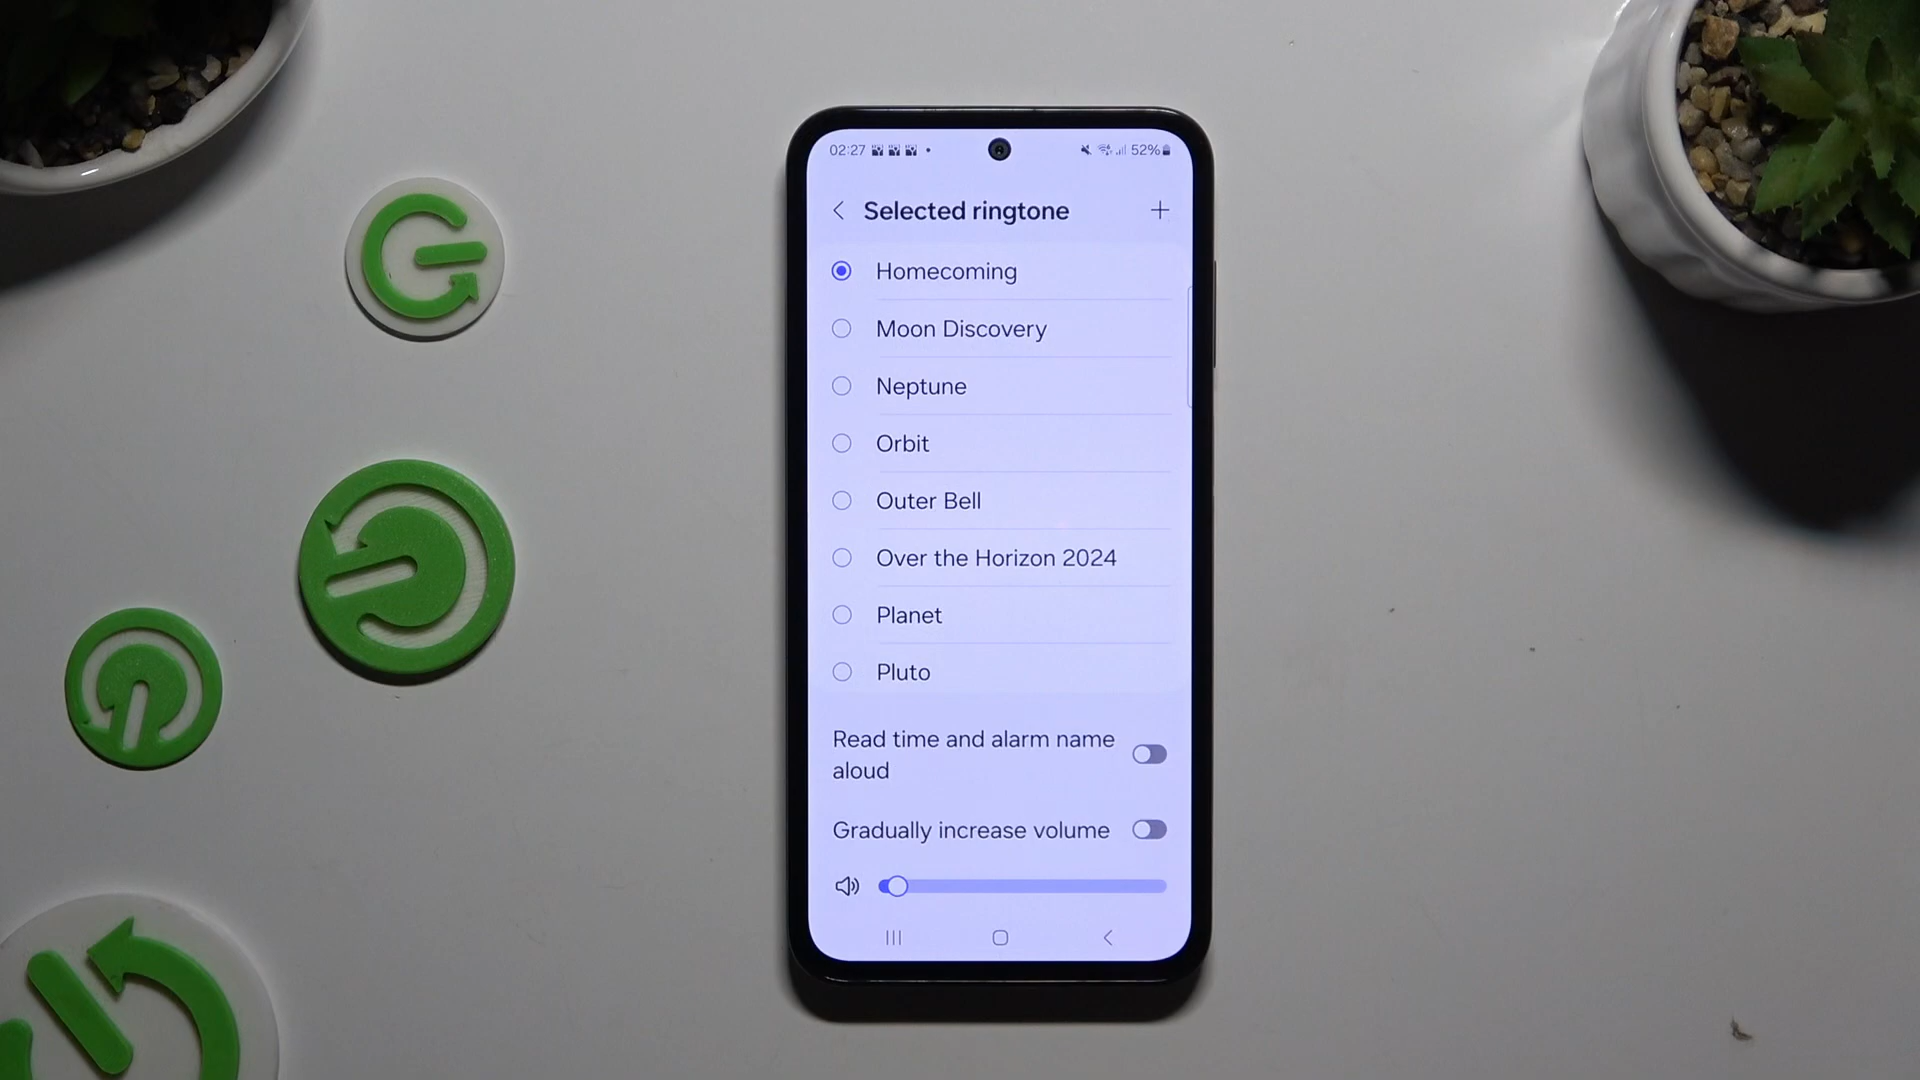 02:27 52%
Selected ringtone
Homecoming
Moon Discovery
Neptune
Orbit
Outer Bell
Over the Horizon 2024
Planet
Pluto
Read time and alarm name
aloud
Gradually increase volume